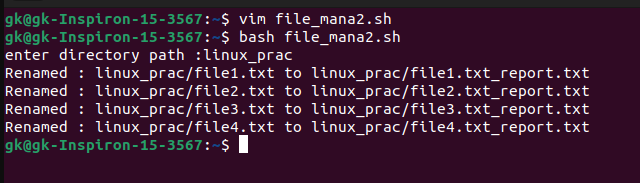 gk@gk-Inspiron-15-3567:~$ vim file_mana2.sh
gk@gk-Inspiron-15-3567:~$ bash file_mana2.sh
enter directory path :linux_prac
Renamed : linux_prac/file1.txt to linux_prac/file1.txt_report.txt
Renamed : linux_prac/file2.txt to linux_prac/file2.txt_report.txt
Renamed : linux_prac/file3.txt to linux_prac/file3.txt_report.txt
Renamed : linux_prac/file4.txt to linux_prac/file4.txt_report.txt
gk@gk-Inspiron-15-3567:~$